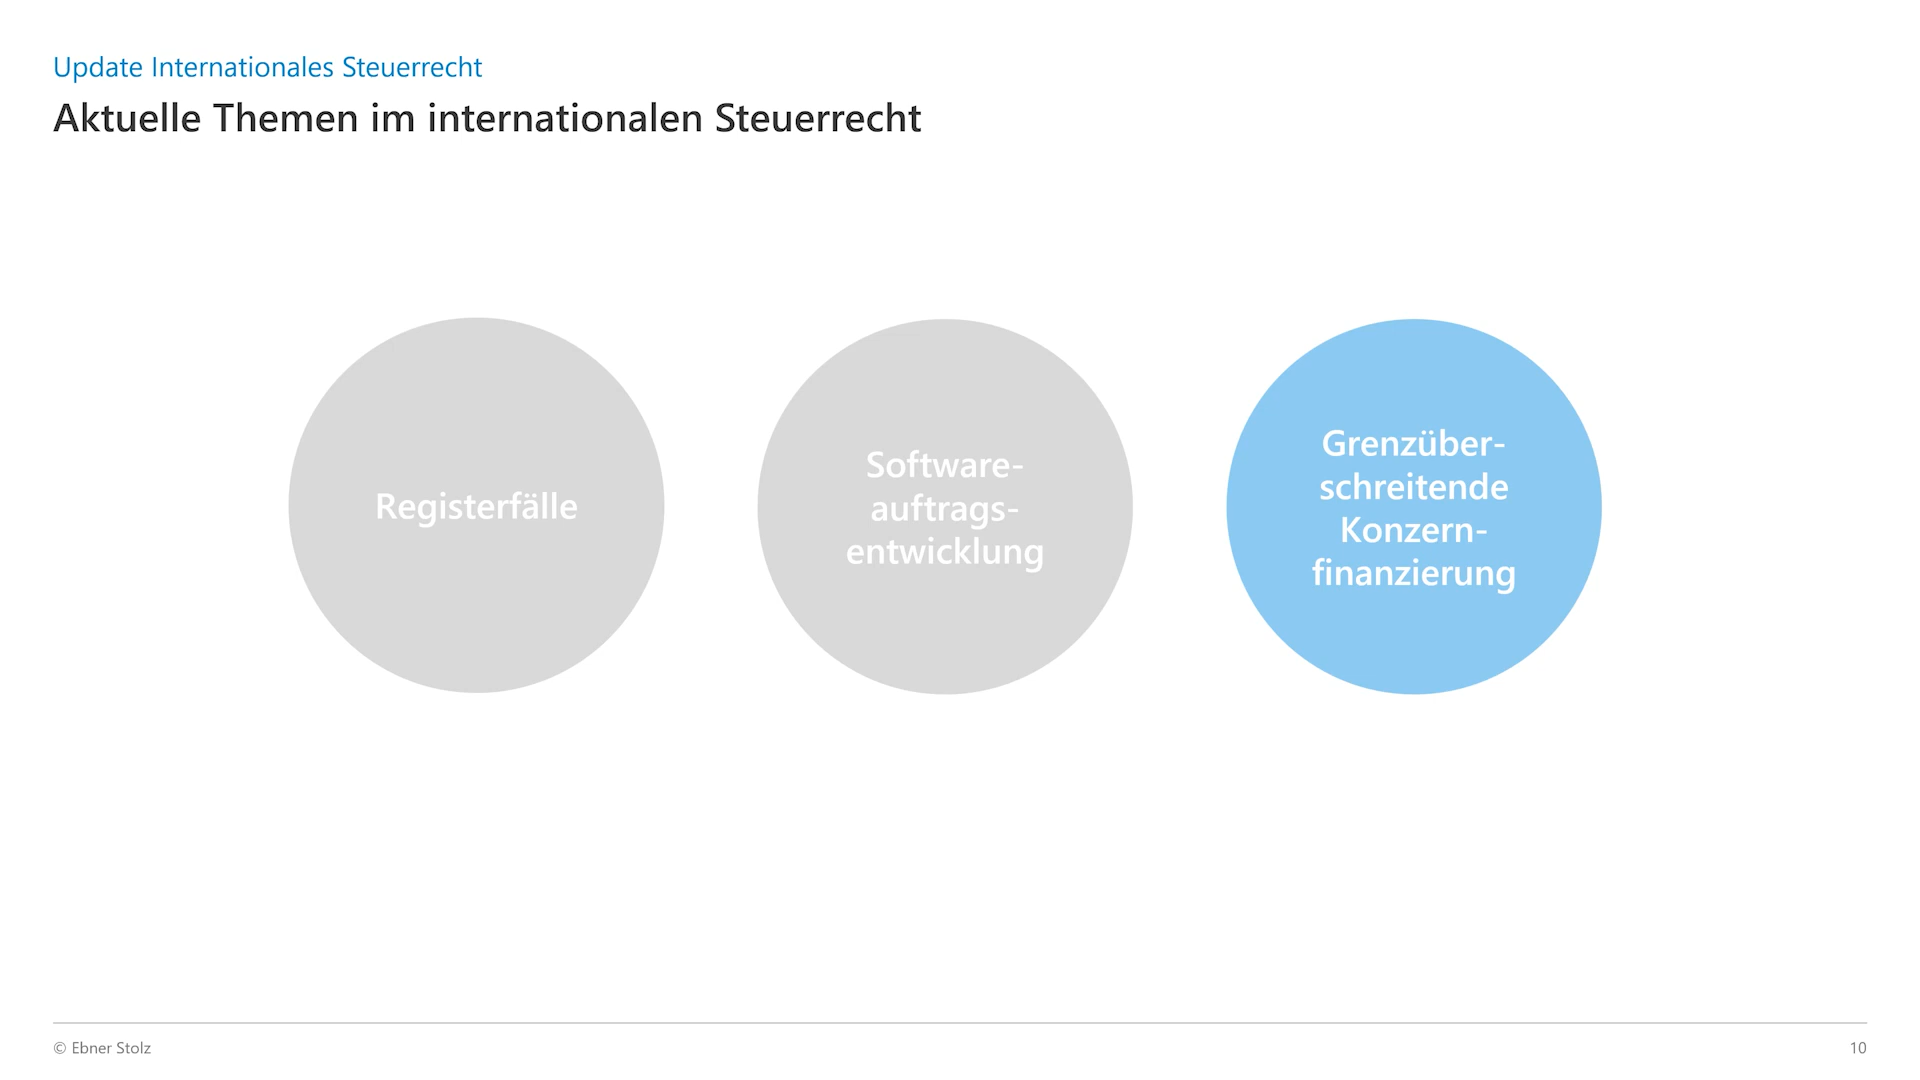 Update Internationales Steuerrecht
Aktuelle Themen im internationalen Steuerrecht
Registerfälle
Software-
auftrags-
entwicklung
Grenzüber-
schreitende
Konzern-
finanzierung
© Ebner Stolz
10